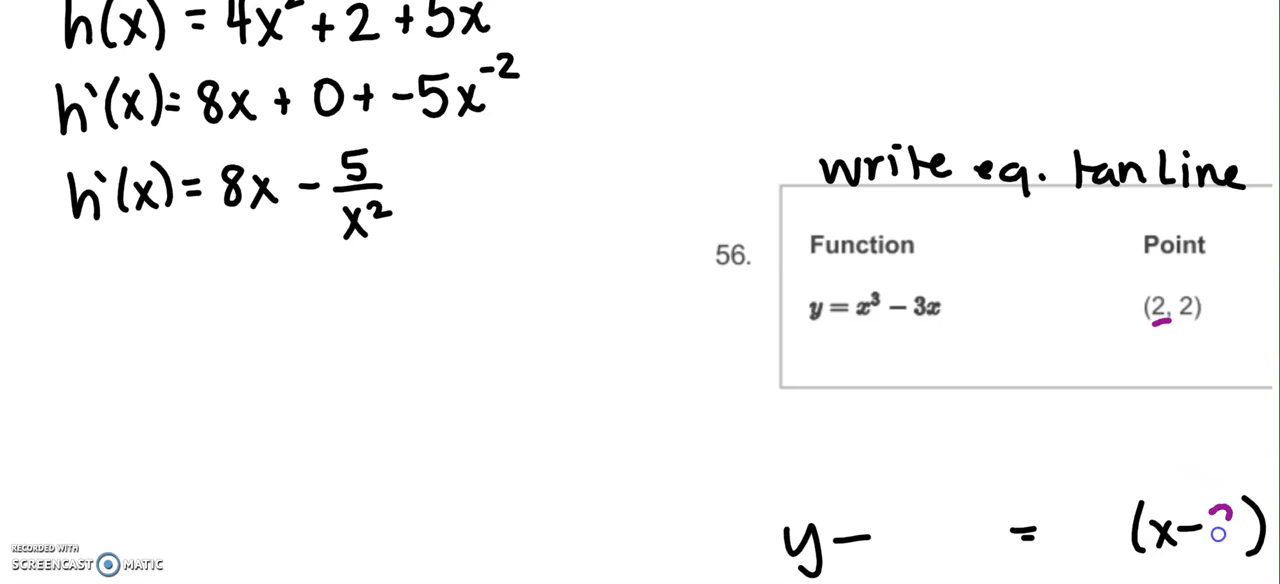 h(x) = 4x² + 2 + 5x
h'(x) = 8x + 0 + -5x⁻²
h'(x) = 8x - 5/x²
write eq. tan Line
56.
Function Point
y = x³ − 3x (2, 2)
y - = (x - )
RECORDED WITH
SCREENCAST MATIC